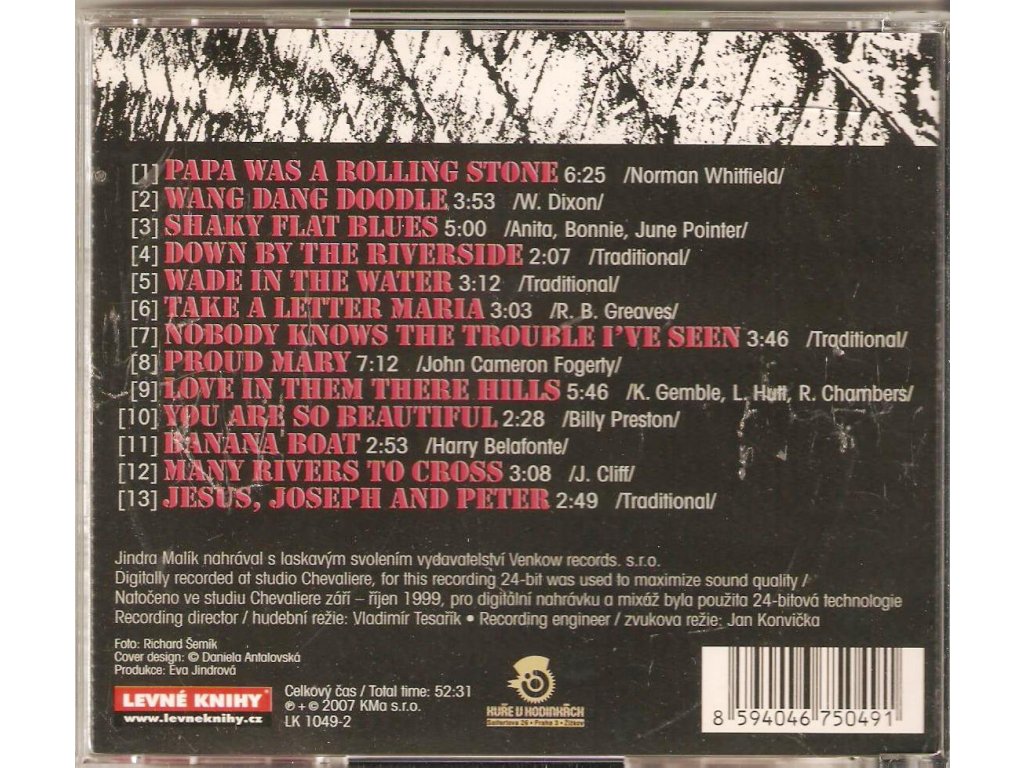 [1] PAPA WAS A ROLLING STONE 6:25 /Norman Whitfield/
[2] WANG DANG DOODLE 3:53 /W. Dixon/
[3] SHAKY FLAT BLUES 5:00 /Anita, Bonnie, June Pointer/
[4] DOWN BY THE RIVERSIDE 2:07 /Traditional/
[5] WADE IN THE WATER 3:12 /Traditional/
[6] TAKE A LETTER MARIA 3:03 /R. B. Greaves/
[7] NOBODY KNOWS THE TROUBLE I'VE SEEN 3:46 /Traditional/
[8] PROUD MARY 7:12 /John Cameron Fogerty/
[9] LOVE IN THEM THERE HILLS 5:46 /K. Gemble, L. Huff, R. Chambers/
[10] YOU ARE SO BEAUTIFUL 2:28 /Billy Preston/
[11] BANANA BOAT 2:53 /Harry Belafonte/
[12] MANY RIVERS TO CROSS 3:08 /J. Cliff/
[13] JESUS, JOSEPH AND PETER 2:49 /Traditional/
Jindra Malík nahrával s laskavým svolením vydavatelství Venkow records. s.r.o.
Digitally recorded at studio Chevaliere, for this recording 24-bit was used to maximize sound quality /
Natočeno ve studiu Chevaliere září – říjen 1999, pro digitální nahrávku a mixáž byla použita 24-bitová technologie
Recording director / hudební režie: Vladimír Tesařík • Recording engineer / zvukova režie: Jan Konvička
Foto: Richard Šemík
Cover design: © Daniela Antalovská
Produkce: Eva Jindrová
LEVNÉ KNIHY
www.levneknihy.cz
Celkový čas / Total time: 52:31
℗ + © 2007 KMa s.r.o.
LK 1049-2
KUŘE V HODINKÁCH
Seifertova 26 • Praha 3 • Žižkov
8 594046 750491